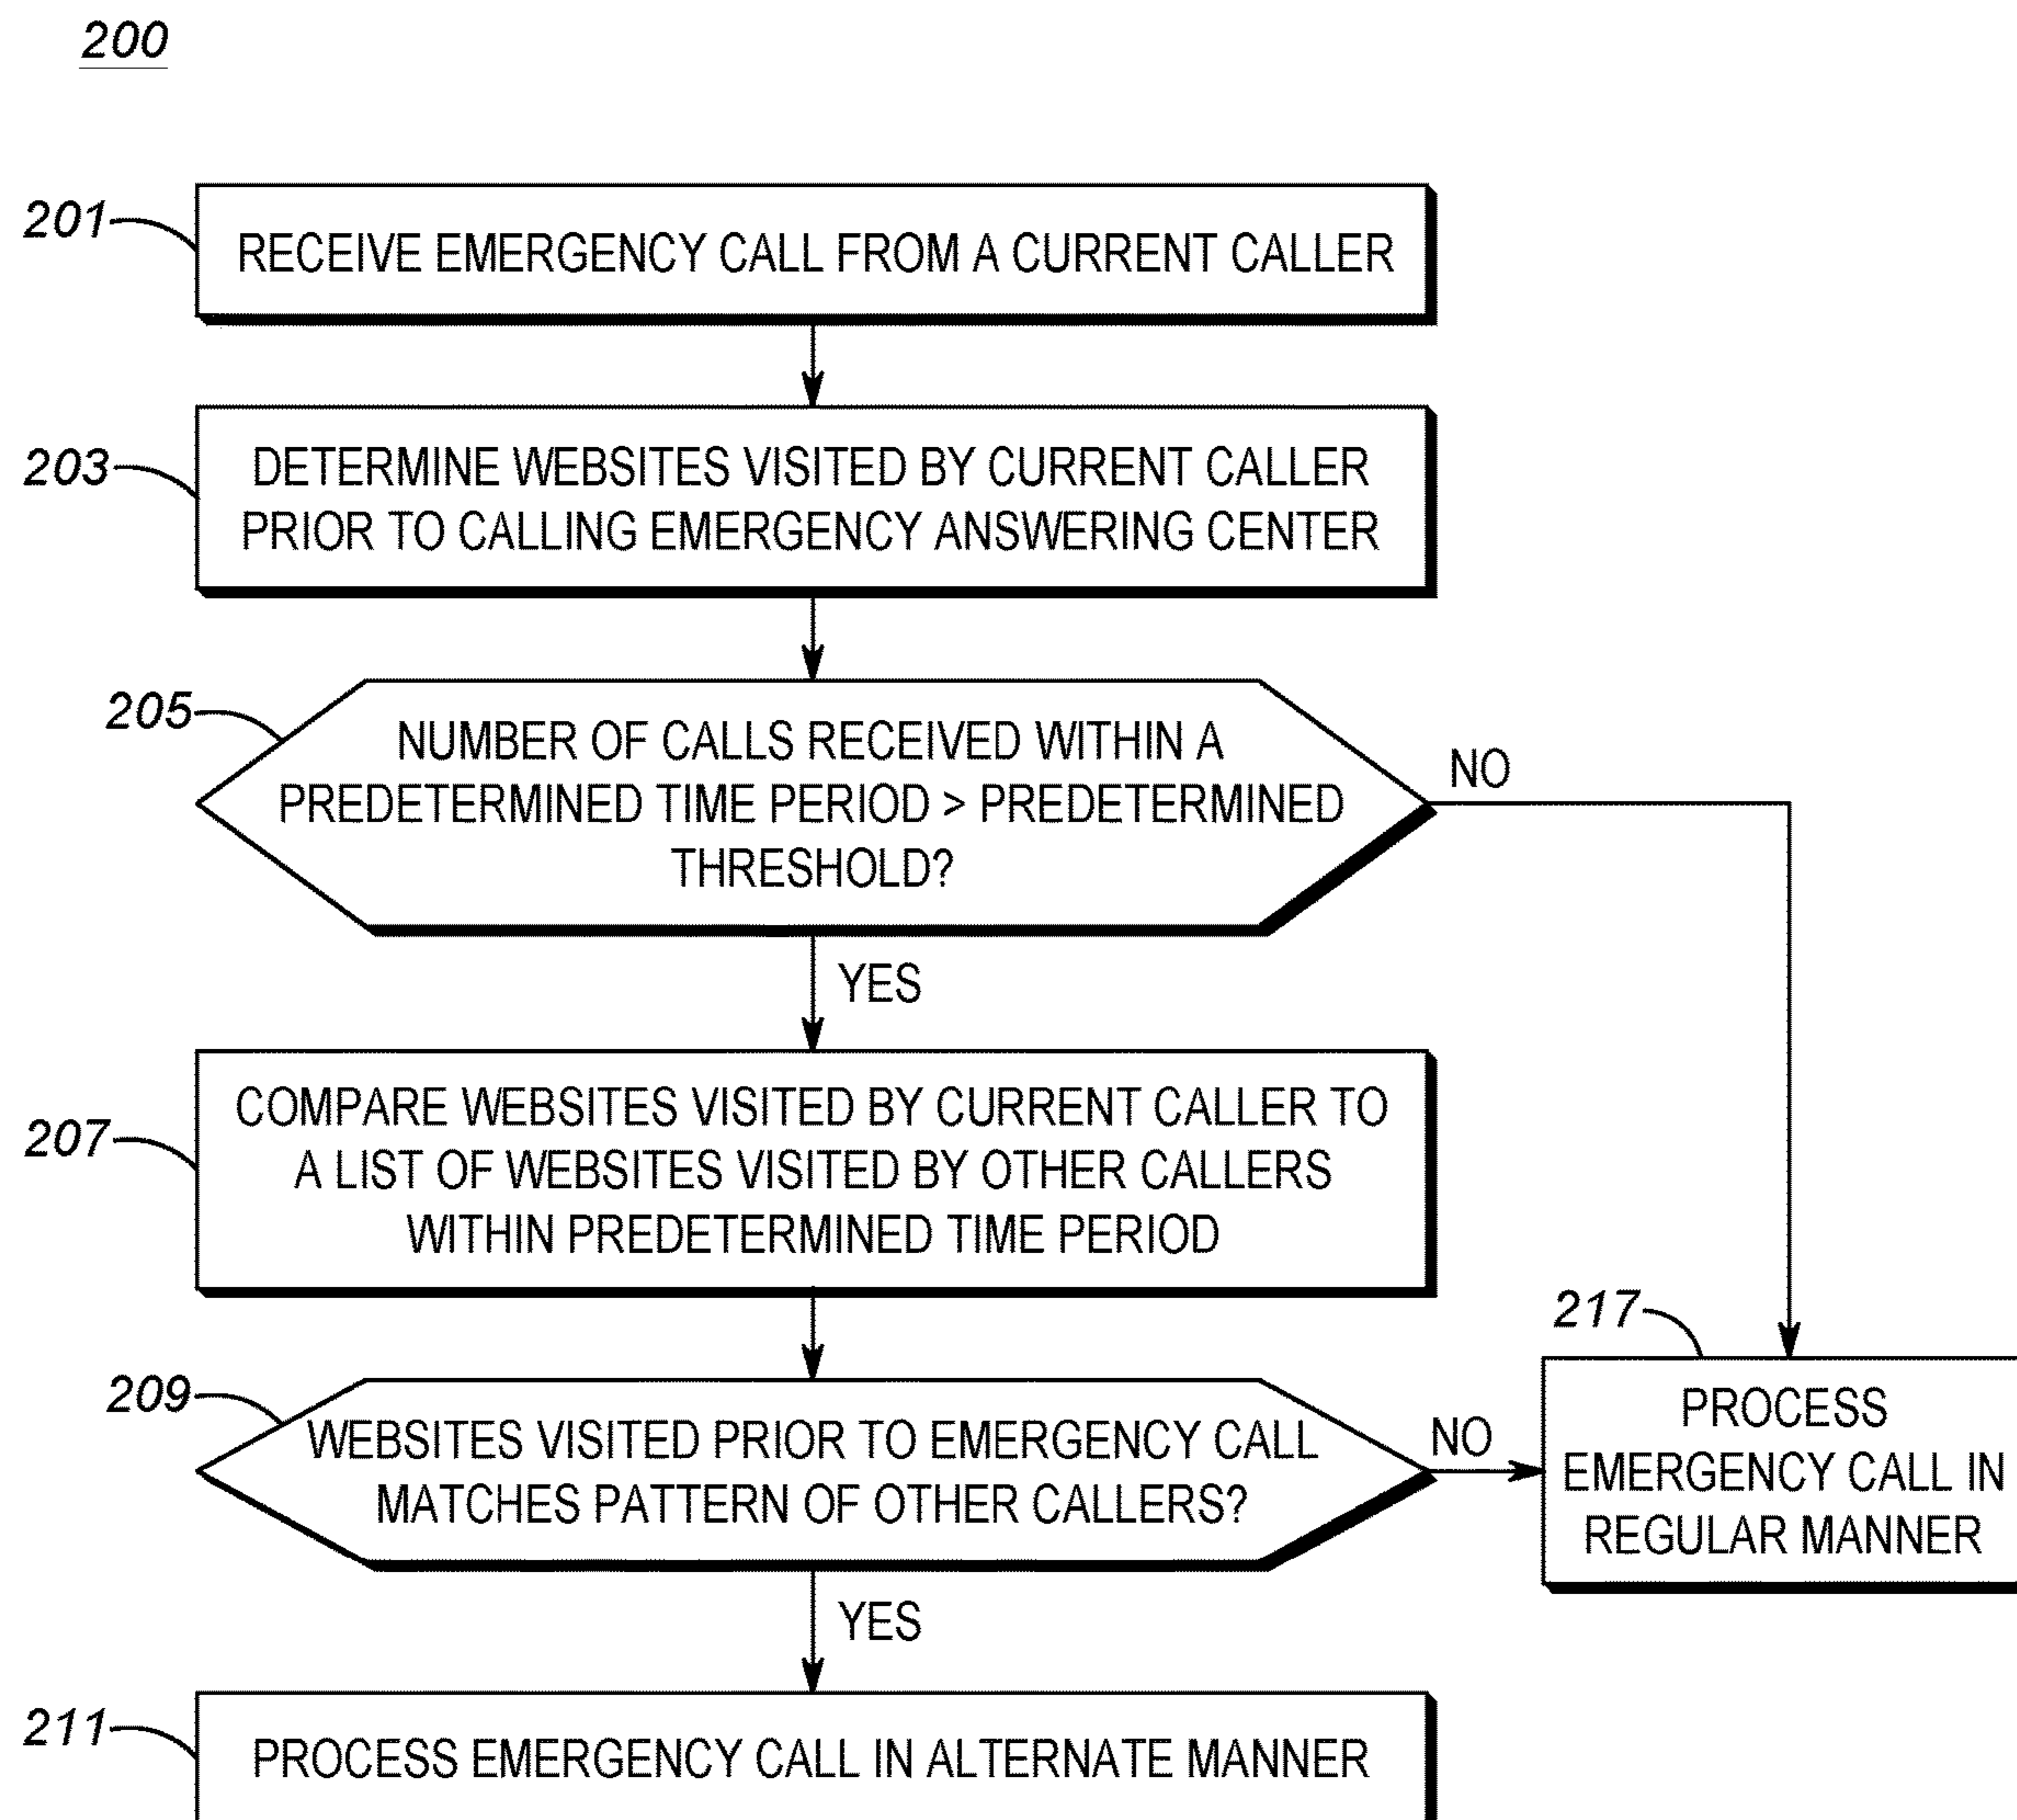 200
201
RECEIVE EMERGENCY CALL FROM A CURRENT CALLER
203
DETERMINE WEBSITES VISITED BY CURRENT CALLER
PRIOR TO CALLING EMERGENCY ANSWERING CENTER
205
NUMBER OF CALLS RECEIVED WITHIN A
PREDETERMINED TIME PERIOD > PREDETERMINED
THRESHOLD?
NO
YES
207
COMPARE WEBSITES VISITED BY CURRENT CALLER TO
A LIST OF WEBSITES VISITED BY OTHER CALLERS
WITHIN PREDETERMINED TIME PERIOD
209
WEBSITES VISITED PRIOR TO EMERGENCY CALL
MATCHES PATTERN OF OTHER CALLERS?
NO
217
PROCESS
EMERGENCY CALL IN
REGULAR MANNER
YES
211
PROCESS EMERGENCY CALL IN ALTERNATE MANNER